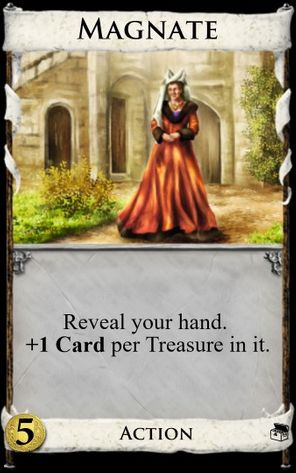 Magnate
Reveal your hand.
+1 Card per Treasure in it.
5
Action